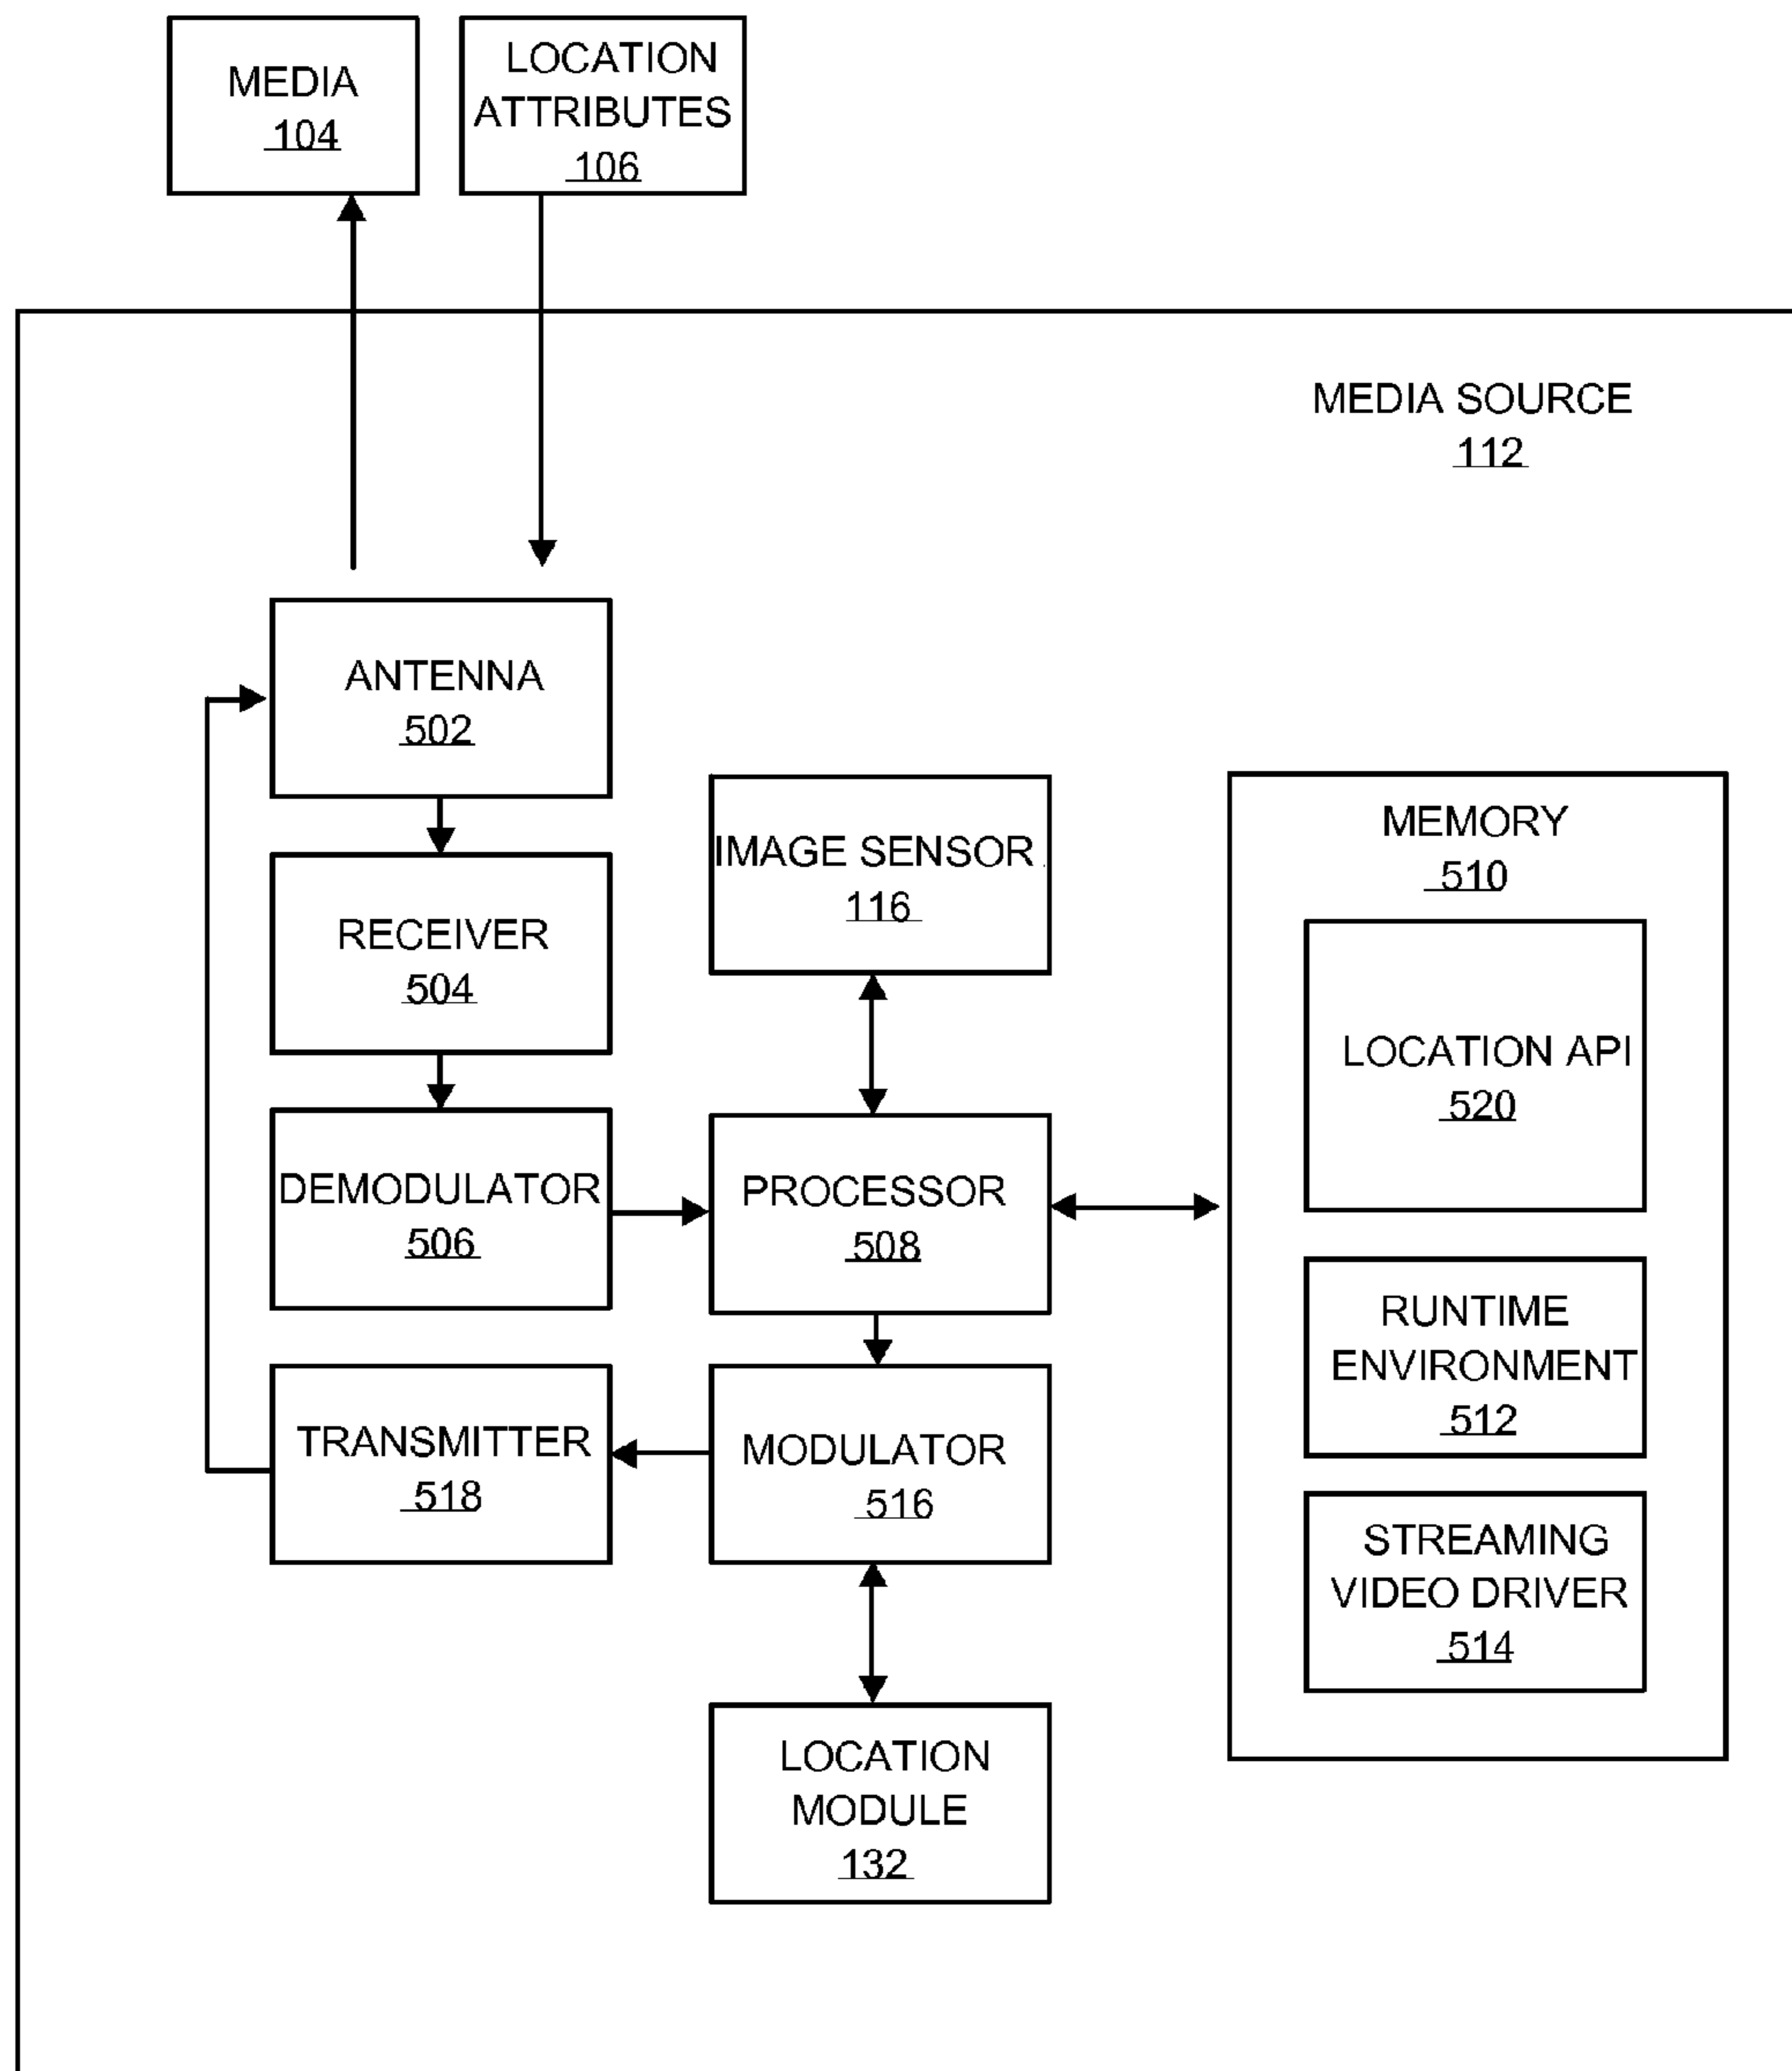 MEDIA
104
LOCATION
ATTRIBUTES
106
MEDIA SOURCE
112
ANTENNA
502
RECEIVER
504
DEMODULATOR
506
TRANSMITTER
518
IMAGE SENSOR
116
PROCESSOR
508
MODULATOR
516
LOCATION
MODULE
132
MEMORY
510
LOCATION API
520
RUNTIME
ENVIRONMENT
512
STREAMING
VIDEO DRIVER
514